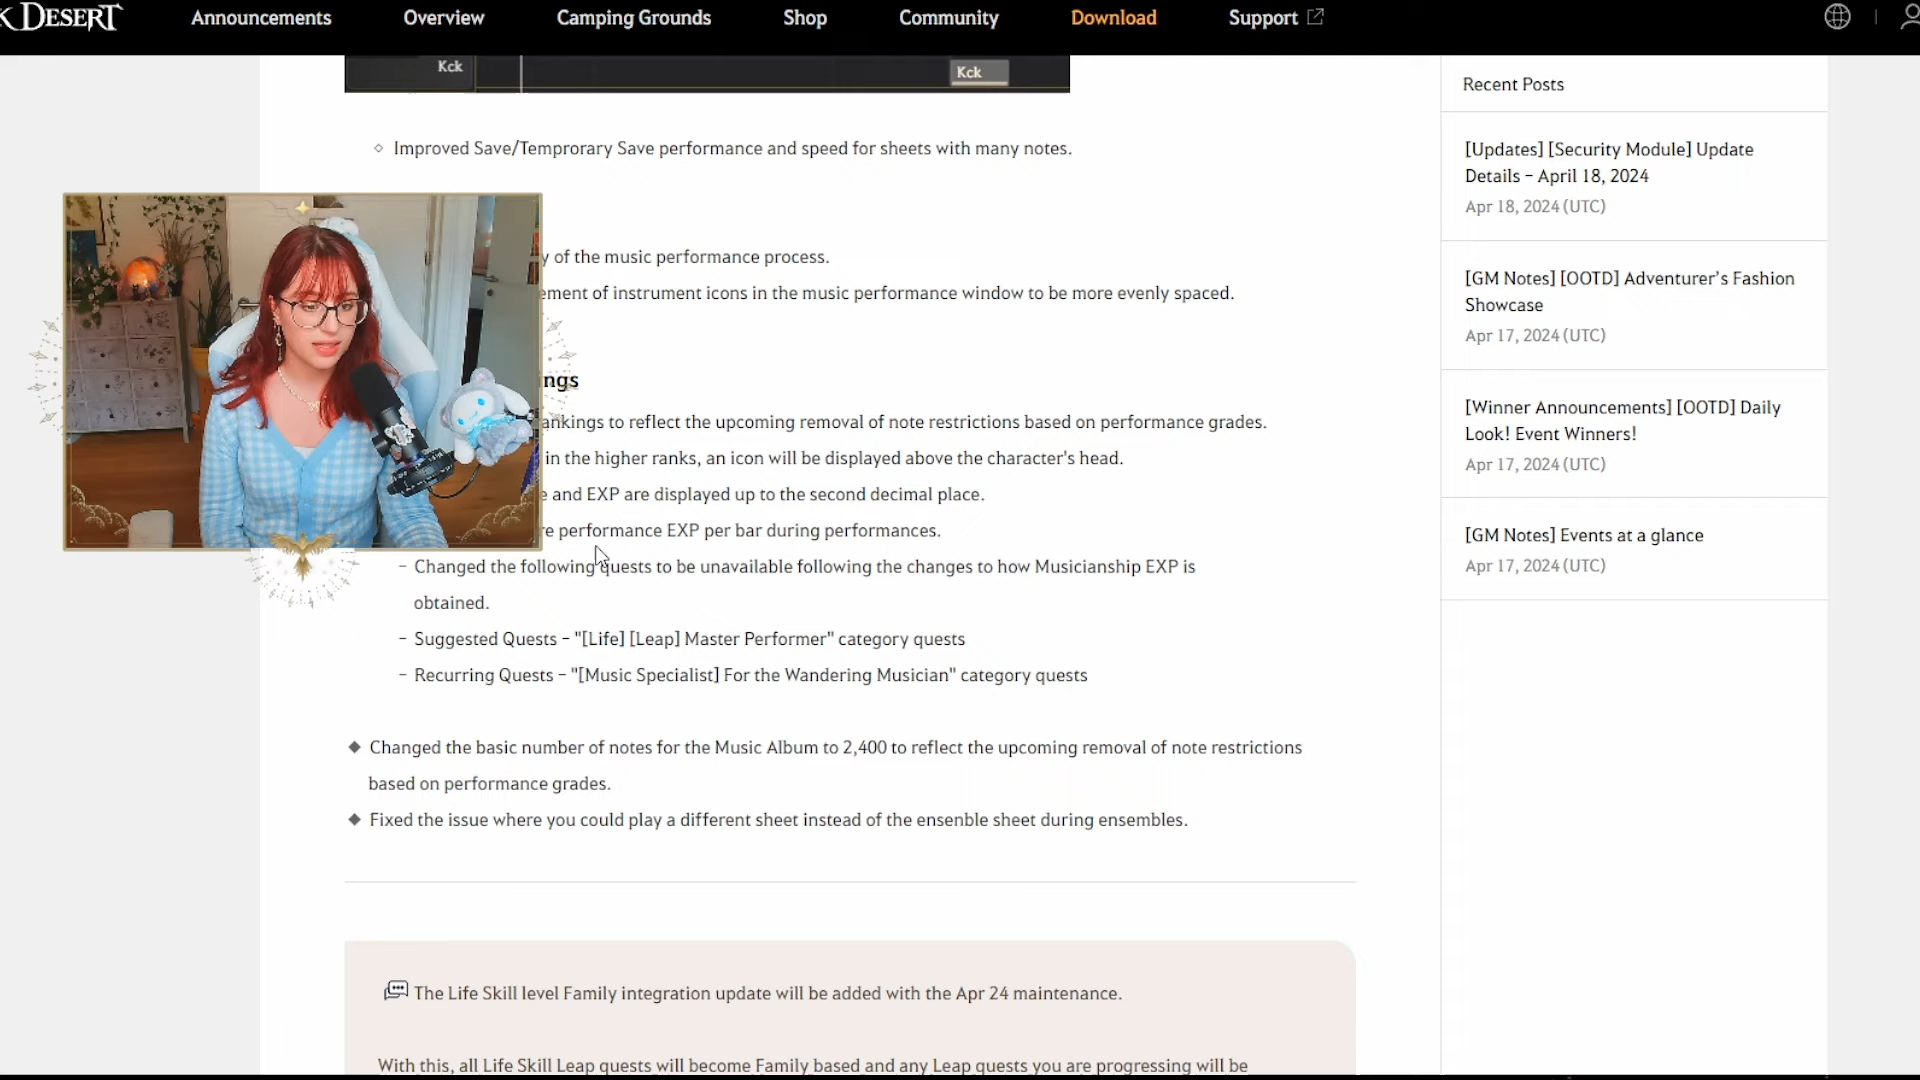 K DESERT
Announcements
Overview
Camping Grounds
Shop
Community
Download
Support
Kck
Kck
◇ Improved Save/Temprorary Save performance and speed for sheets with many notes.
y of the music performance process.
ement of instrument icons in the music performance window to be more evenly spaced.
ngs
ankings to reflect the upcoming removal of note restrictions based on performance grades.
in the higher ranks, an icon will be displayed above the character's head.
e and EXP are displayed up to the second decimal place.
re performance EXP per bar during performances.
– Changed the following quests to be unavailable following the changes to how Musicianship EXP is
obtained.
– Suggested Quests – "[Life] [Leap] Master Performer" category quests
– Recurring Quests – "[Music Specialist] For the Wandering Musician" category quests
◆ Changed the basic number of notes for the Music Album to 2,400 to reflect the upcoming removal of note restrictions
based on performance grades.
◆ Fixed the issue where you could play a different sheet instead of the ensenble sheet during ensembles.
The Life Skill level Family integration update will be added with the Apr 24 maintenance.
With this, all Life Skill Leap quests will become Family based and any Leap quests you are progressing will be
Recent Posts
[Updates] [Security Module] Update
Details – April 18, 2024
Apr 18, 2024 (UTC)
[GM Notes] [OOTD] Adventurer's Fashion
Showcase
Apr 17, 2024 (UTC)
[Winner Announcements] [OOTD] Daily
Look! Event Winners!
Apr 17, 2024 (UTC)
[GM Notes] Events at a glance
Apr 17, 2024 (UTC)